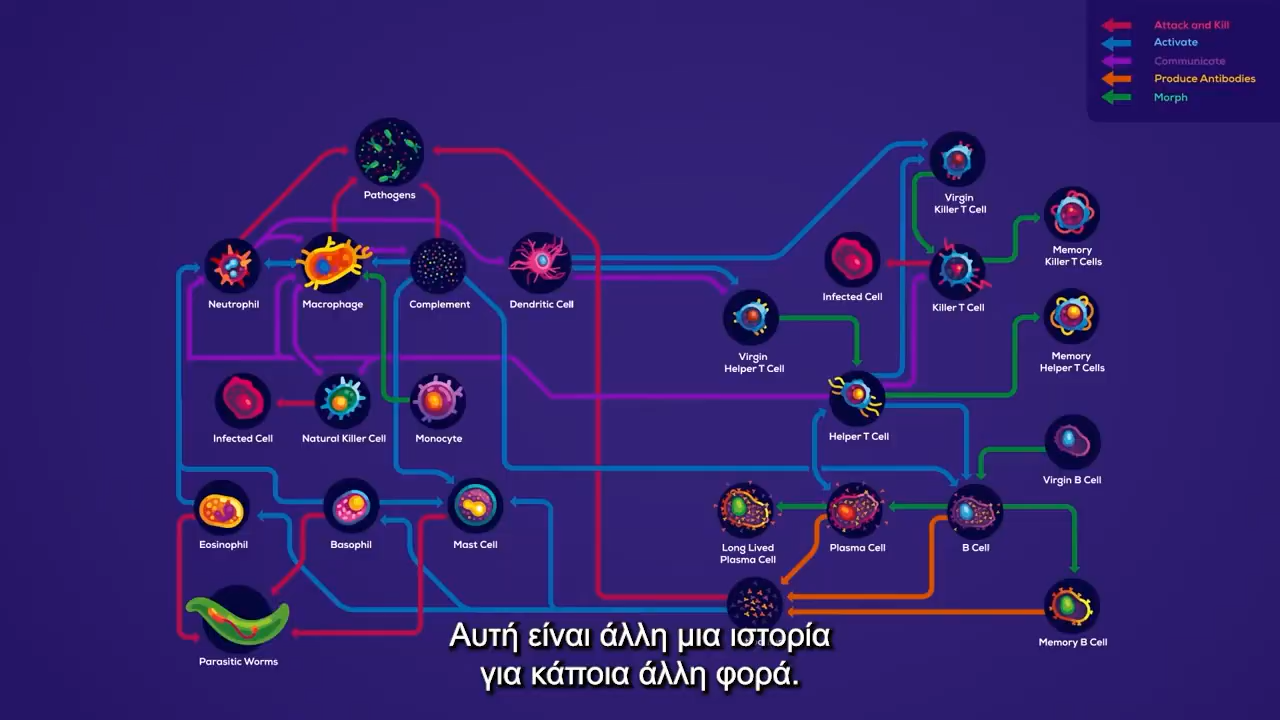 Attack and Kill
Activate
Communicate
Produce Antibodies
Morph
Pathogens
Virgin
Killer T Cell
Memory
Killer T Cells
Neutrophil
Macrophage
Complement
Dendritic Cell
Infected Cell
Killer T Cell
Virgin
Helper T Cell
Memory
Helper T Cells
Infected Cell
Natural Killer Cell
Monocyte
Helper T Cell
Virgin B Cell
Eosinophil
Basophil
Mast Cell
Long Lived
Plasma Cell
Plasma Cell
B Cell
Memory B Cell
Parasitic Worms
Αυτή είναι άλλη μια ιστορία
για κάποια άλλη φορά.